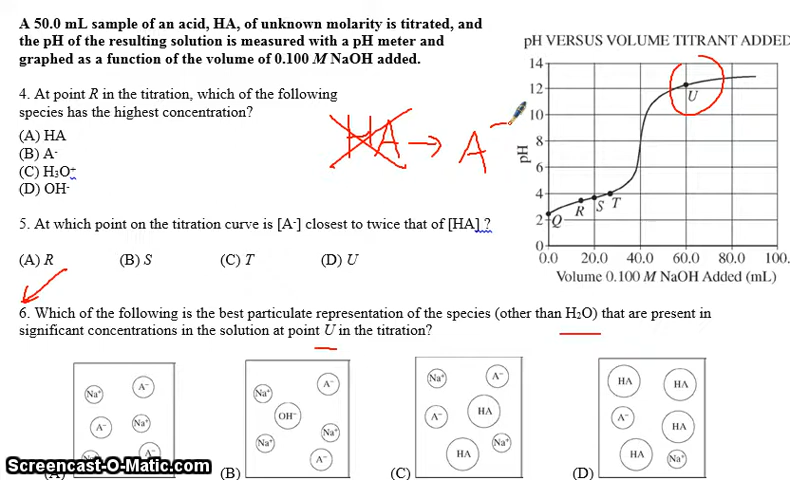 A 50.0 mL sample of an acid, HA, of unknown molarity is titrated, and
the pH of the resulting solution is measured with a pH meter and
graphed as a function of the volume of 0.100 M NaOH added.
4. At point R in the titration, which of the following
species has the highest concentration?
(A) HA
(B) A-
(C) H3O+
(D) OH-
HA → A-
pH VERSUS VOLUME TITRANT ADDED
14
12
10
8
6
4
2
0
pH
Q
R
S
T
U
0.0 20.0 40.0 60.0 80.0 100.
Volume 0.100 M NaOH Added (mL)
5. At which point on the titration curve is [A-] closest to twice that of [HA] ?
(A) R (B) S (C) T (D) U
6. Which of the following is the best particulate representation of the species (other than H2O) that are present in
significant concentrations in the solution at point U in the titration?
Na+ A-
A- Na+
Na+ A-
(A)
Na+ A-
OH-
Na+ Na+
A-
(B)
Na+ A-
A- HA
HA Na+
(C)
HA HA
A- HA
HA Na+
(D)
Screencast-O-Matic.com